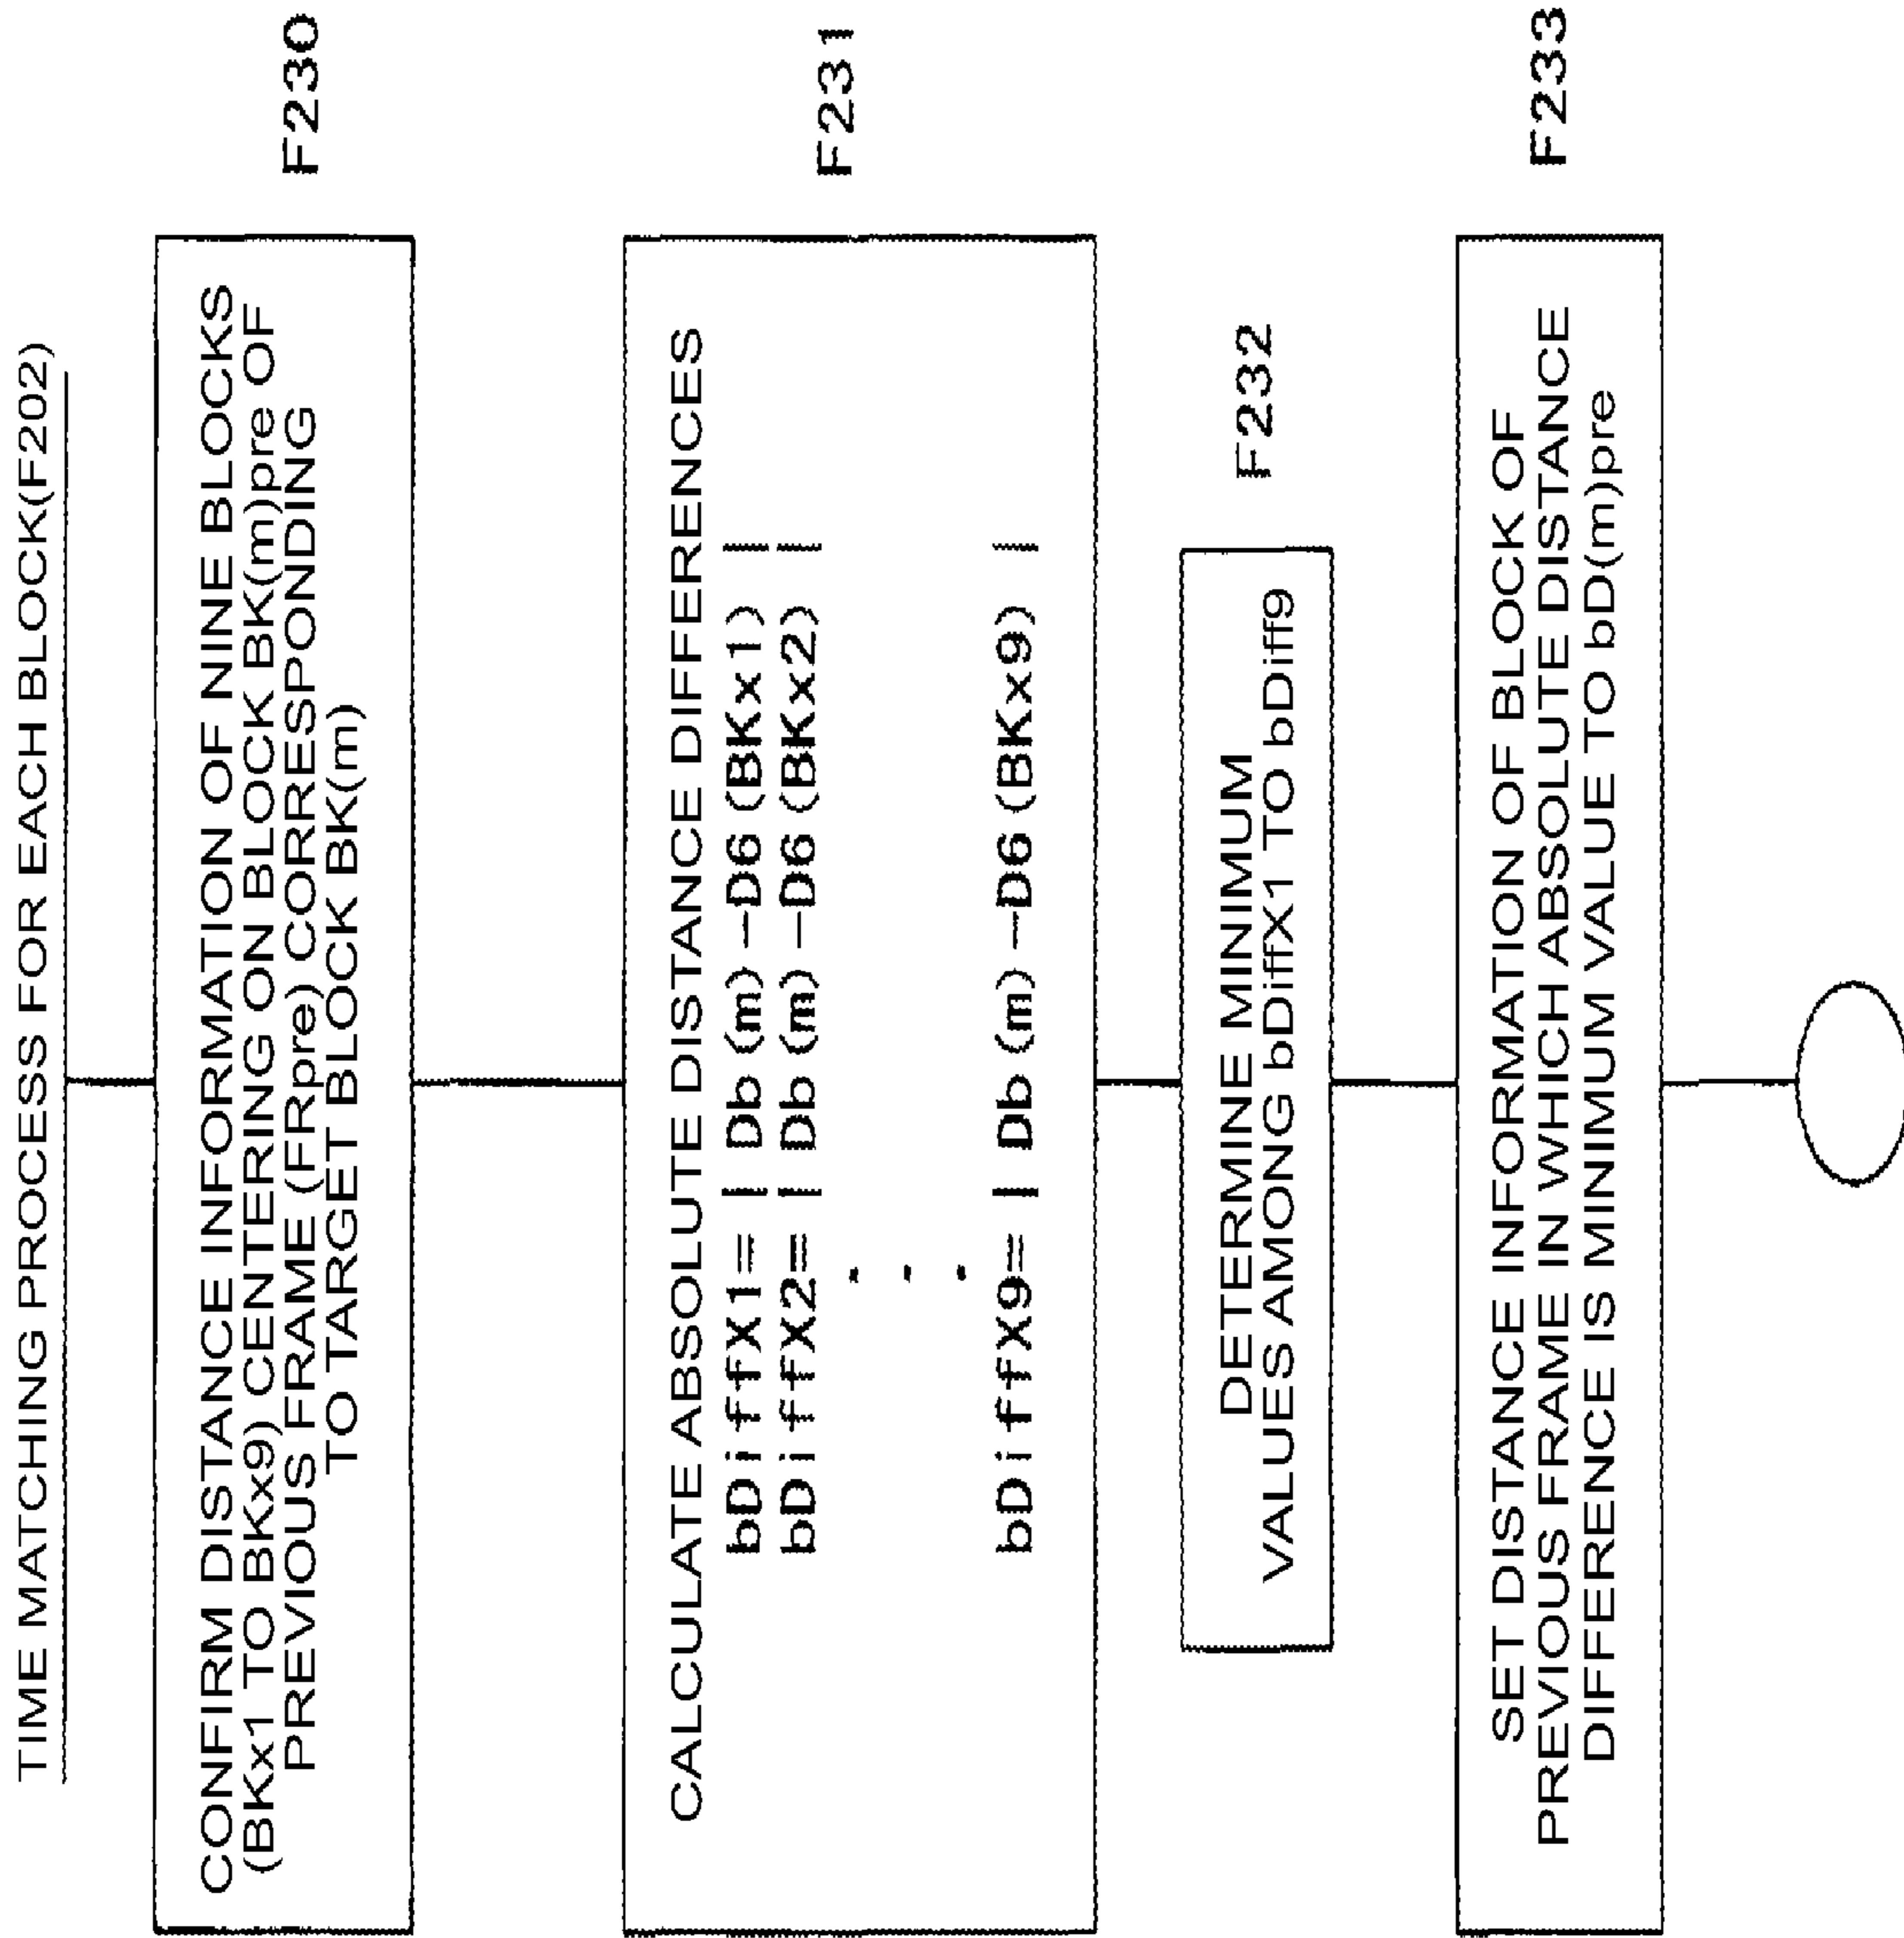 TIME MATCHING PROCESS FOR EACH BLOCK(F202)
CONFIRM DISTANCE INFORMATION OF NINE BLOCKS
(BKx1 TO BKx9) CENTERING ON BLOCK BK(m)pre OF
PREVIOUS FRAME (FRpre) CORRESPONDING
TO TARGET BLOCK BK(m)
F230
CALCULATE ABSOLUTE DISTANCE DIFFERENCES
bDiffX1=| Db(m)-D6(BKx1) |
bDiffX2=| Db(m)-D6(BKx2) |
. . .
bDiffX9=| Db(m)-D6(BKx9) |
F231
DETERMINE MINIMUM
VALUES AMONG bDiffX1 TO bDiff9
F232
SET DISTANCE INFORMATION OF BLOCK OF
PREVIOUS FRAME IN WHICH ABSOLUTE DISTANCE
DIFFERENCE IS MINIMUM VALUE TO bD(m)pre
F233